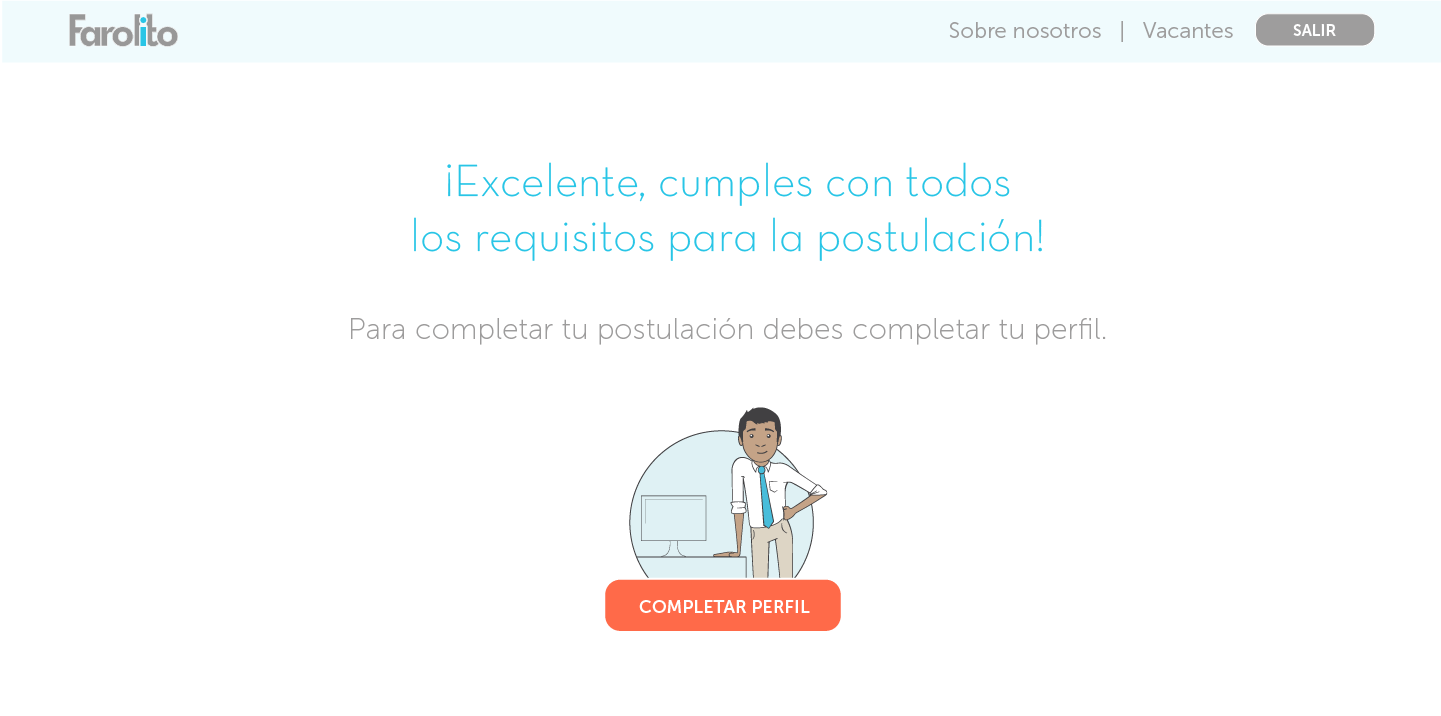 Farolito
Sobre nosotros | Vacantes
SALIR
¡Excelente, cumples con todos
los requisitos para la postulación!
Para completar tu postulación debes completar tu perfil.
COMPLETAR PERFIL